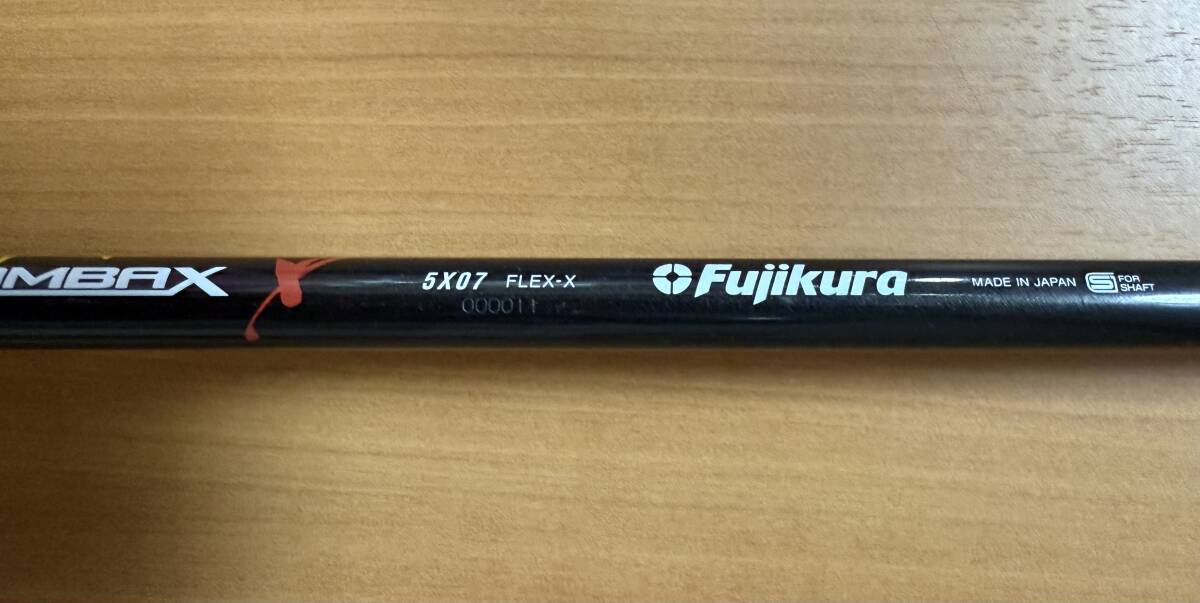 MBAX
5X07 FLEX-X
000011
Fujikura
MADE IN JAPAN S FOR SHAFT